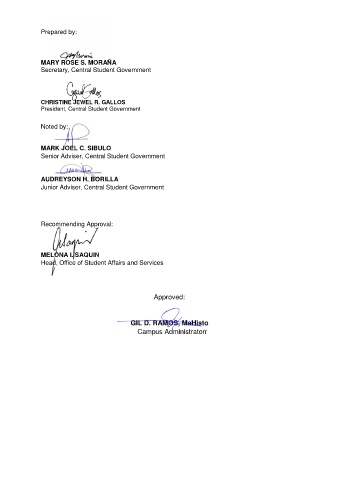 Prepared by:
MARY ROSE S. MORAÑA
Secretary, Central Student Government
CHRISTINE JEWEL R. GALLOS
President, Central Student Government
Noted by:
MARK JOEL C. SIBULO
Senior Adviser, Central Student Government
AUDREYSON H. BORILLA
Junior Adviser, Central Student Government
Recommending Approval:
MELONA I. SAQUIN
Head, Office of Student Affairs and Services
Approved:
GIL D. RAMOS, MaHisto
Campus Administratorr